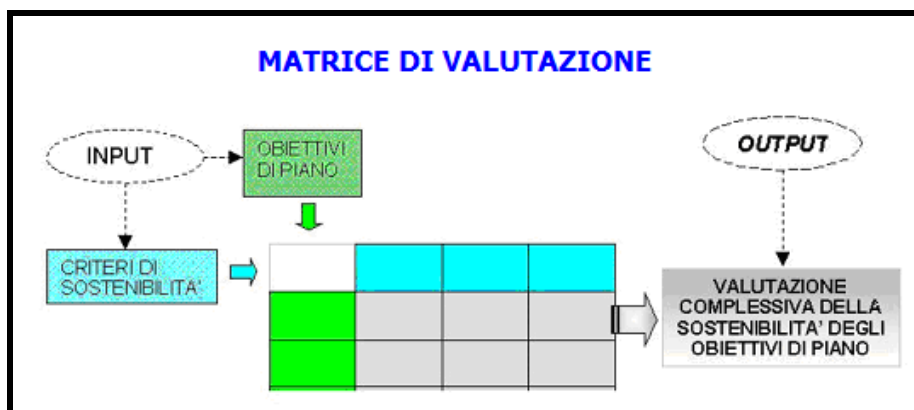 MATRICE DI VALUTAZIONE
INPUT
OBIETTIVI
DI PIANO
OUTPUT
CRITERI DI
SOSTENIBILITA'
VALUTAZIONE
COMPLESSIVA DELLA
SOSTENIBILITA' DEGLI
OBIETTIVI DI PIANO